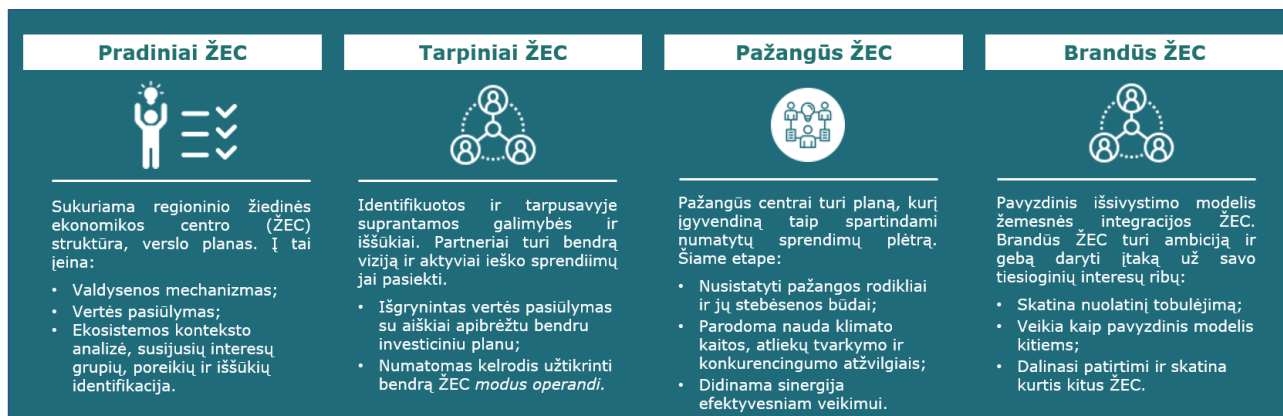 Pradiniai ŽEC
Sukuriama regioninio žiedinės
ekonomikos centro (ŽEC)
struktūra, verslo planas. Į tai
įeina:
• Valdysenos mechanizmas;
• Vertės pasiūlymas;
• Ekosistemos konteksto
analizė, susijusių interesų
grupių, poreikių ir iššūkių
identifikacija.
Tarpiniai ŽEC
Identifikuotos ir tarpusavyje
suprantamos galimybės ir
iššūkiai. Partneriai turi bendrą
viziją ir aktyviai ieško sprendiimų
jai pasiekti.
• Išgrynintas vertės pasiūlymas
su aiškiai apibrėžtu bendru
investiciniu planu;
• Numatomas kelrodis užtikrinti
bendrą ŽEC modus operandi.
Pažangūs ŽEC
Pažangūs centrai turi planą, kurį
įgyvendiną taip spartindami
numatytų sprendimų plėtrą.
Šiame etape:
• Nusistatyti pažangos rodikliai
ir jų stebėsenos būdai;
• Parodoma nauda klimato
kaitos, atliekų tvarkymo ir
konkurencingumo atžvilgiais;
• Didinama sinergija
efektyvesniam veikimui.
Brandūs ŽEC
Pavyzdinis išsivystimo modelis
žemesnės integracijos ŽEC.
Brandūs ŽEC turi ambiciją ir
gebą daryti įtaką už savo
tiesioginių interesų ribų:
• Skatina nuolatinį tobulėjimą;
• Veikia kaip pavyzdinis modelis
kitiems;
• Dalinasi patirtimi ir skatina
kurtis kitus ŽEC.